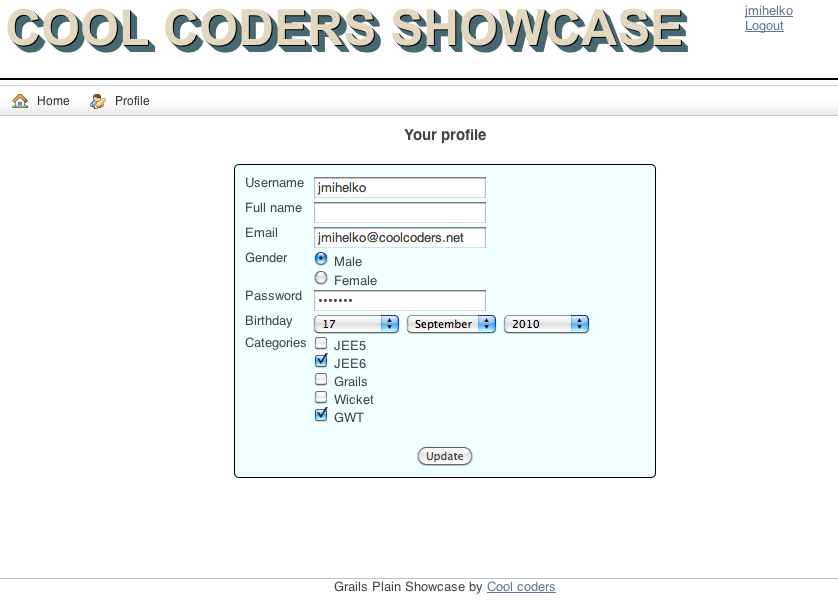 COOL CODERS SHOWCASE
jmihelko
Logout
Home Profile
Your profile
Username jmihelko
Full name
Email jmihelko@coolcoders.net
Gender Male
Female
Password •••••••
Birthday 17 September 2010
Categories JEE5
JEE6
Grails
Wicket
GWT
Update
Grails Plain Showcase by Cool coders